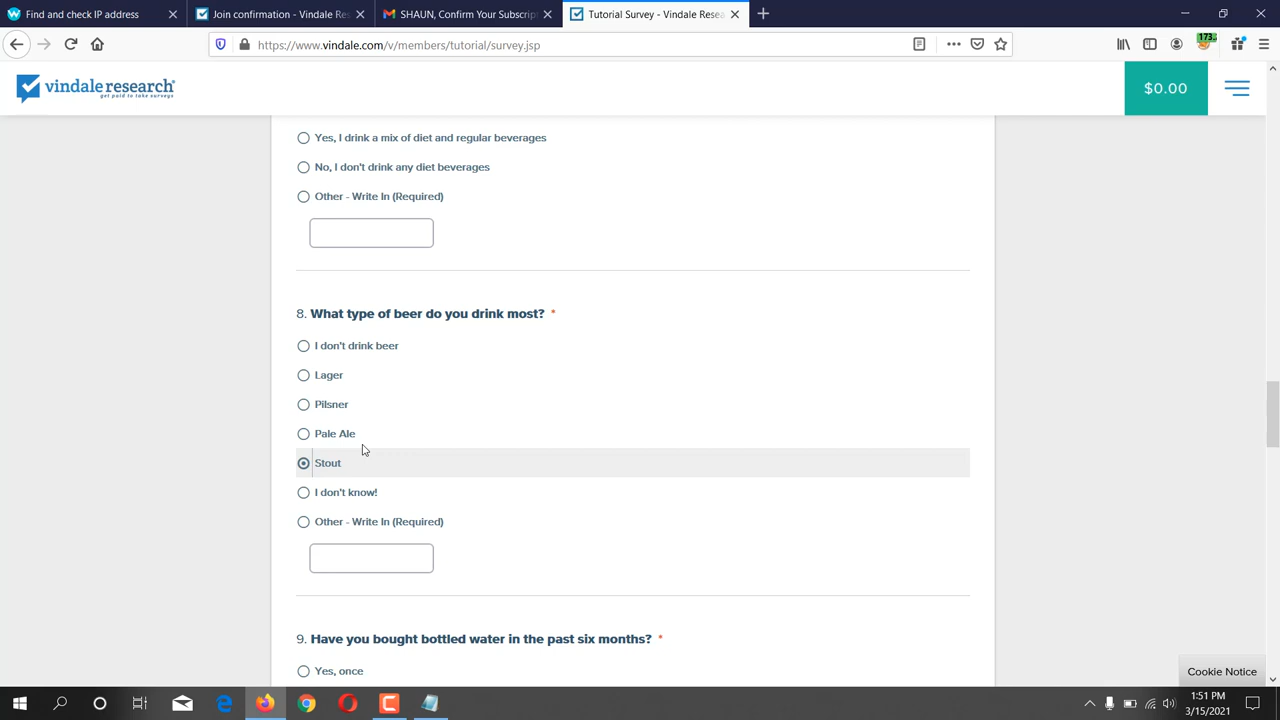 Find and check IP address
Join confirmation - Vindale Re
SHAUN, Confirm Your Subscript
Tutorial Survey - Vindale Resea
https://www.vindale.com/v/members/tutorial/survey.jsp
173..
vindale research®
get paid to take surveys
$0.00
Yes, I drink a mix of diet and regular beverages
No, I don't drink any diet beverages
Other - Write In (Required)
8. What type of beer do you drink most? *
I don't drink beer
Lager
Pilsner
Pale Ale
Stout
I don't know!
Other - Write In (Required)
9. Have you bought bottled water in the past six months? *
Yes, once
Cookie Notice
1:51 PM
3/15/2021